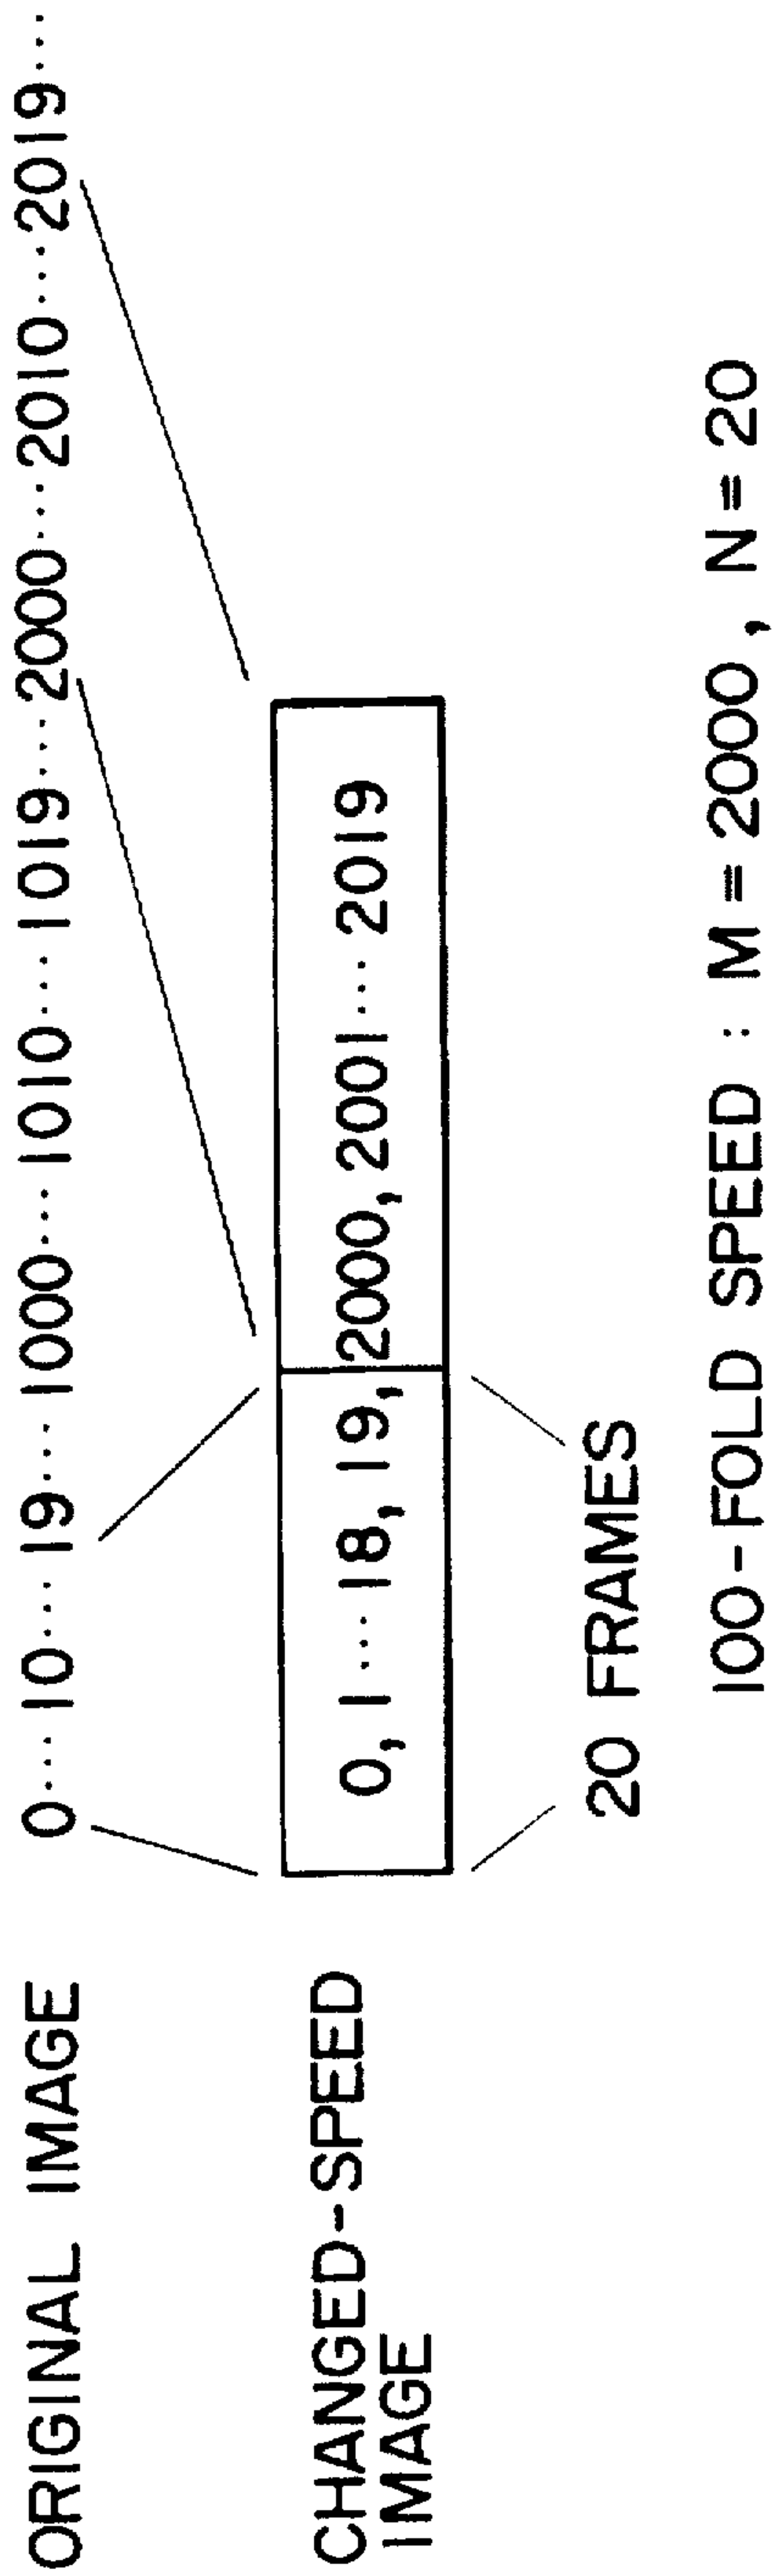 ORIGINAL IMAGE 0···10···19···1000···1010···1019···2000···2010···2019···
CHANGED-SPEED
IMAGE
0, 1 ··· 18, 19, 2000, 2001 ··· 2019
20 FRAMES
100-FOLD SPEED : M = 2000, N = 20